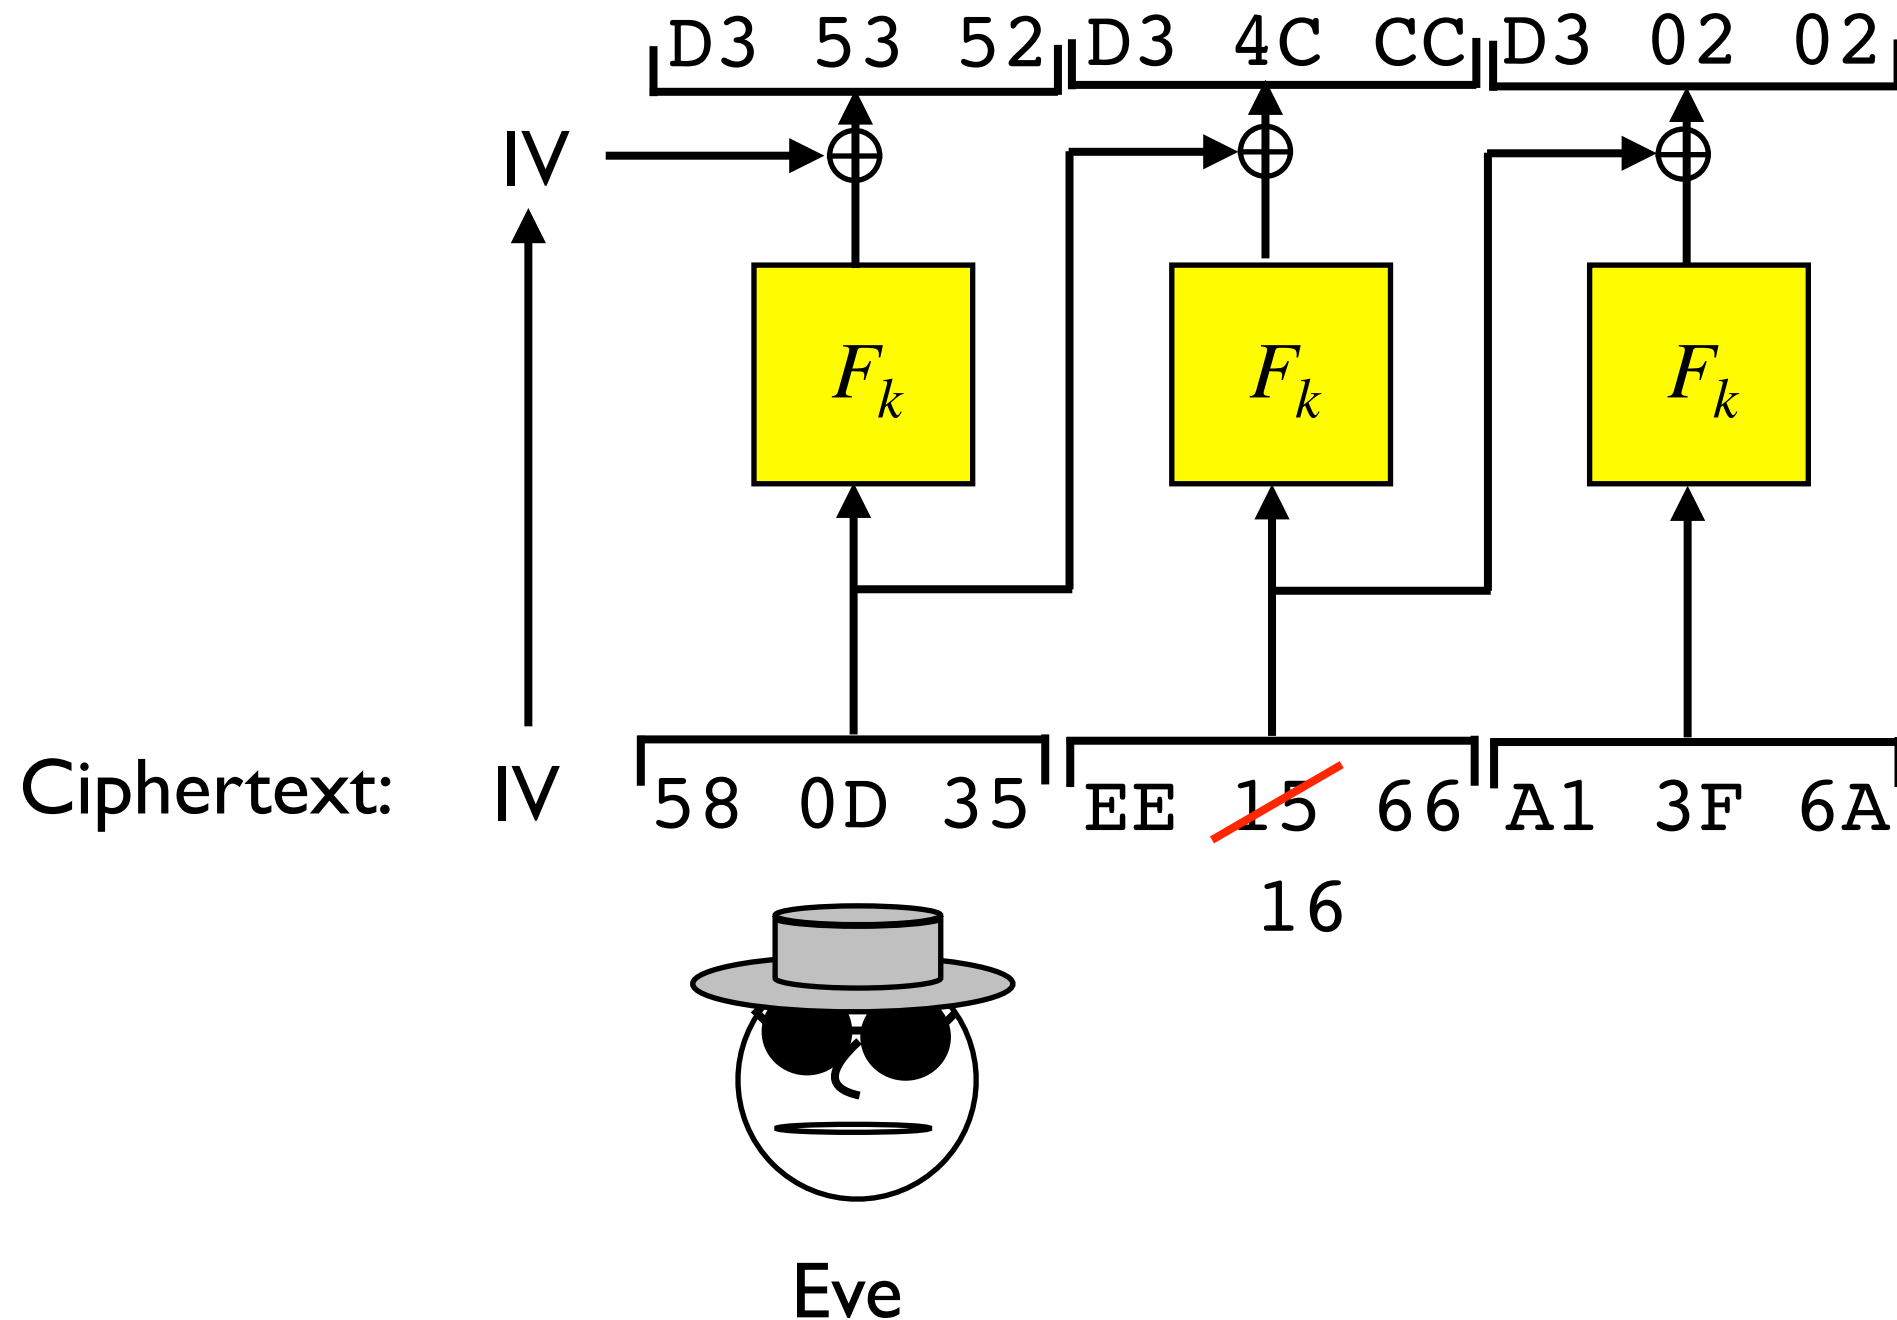 D3 53 52 D3 4C CC D3 02 02
IV
Fk Fk Fk
Ciphertext: IV 58 0D 35 EE 15 66 A1 3F 6A
16
Eve